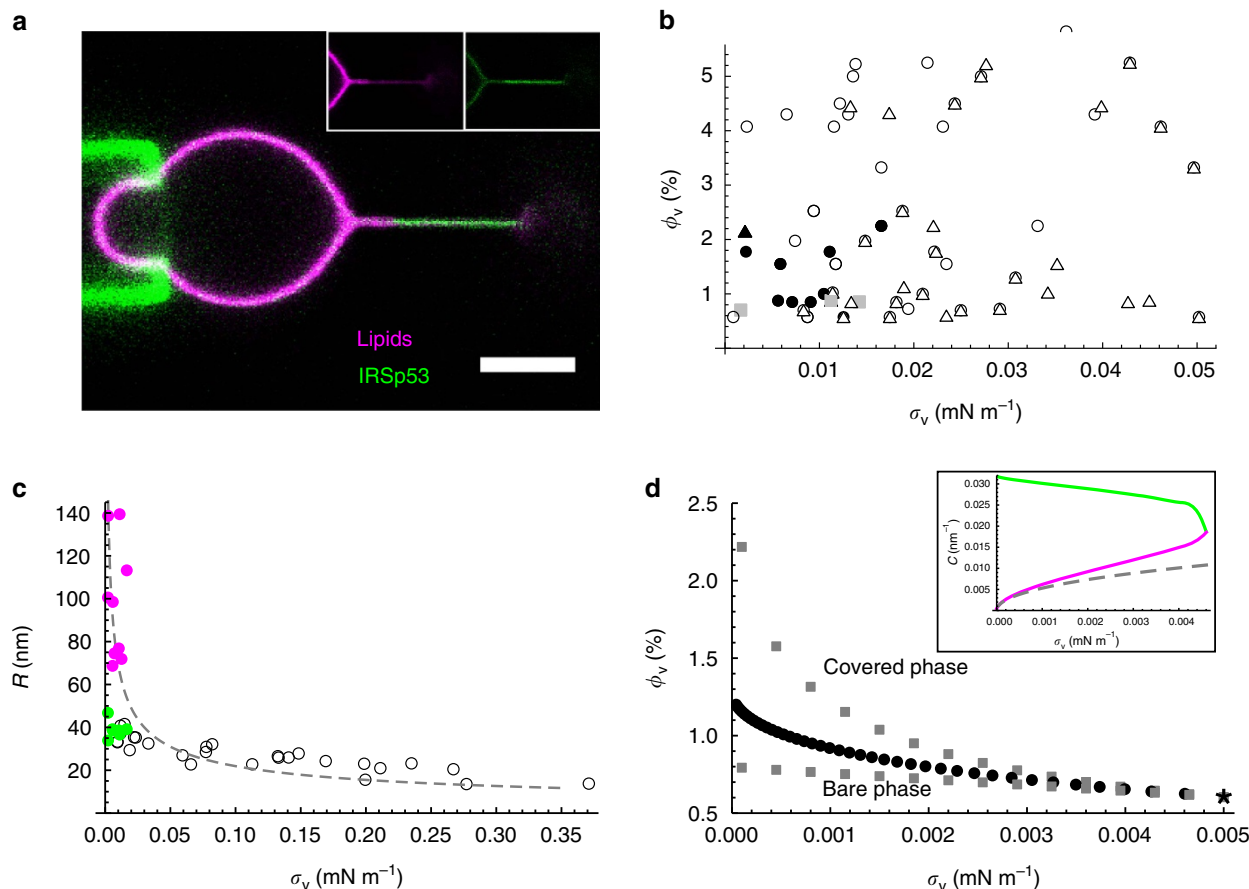 a
Lipids
IRSp53
b
ϕv (%)
5
4
3
2
1
0.01 0.02 0.03 0.04 0.05
σv (mN m⁻¹)
c
R (nm)
140
120
100
80
60
40
20
0.00 0.05 0.10 0.15 0.20 0.25 0.30 0.35
σv (mN m⁻¹)
d
ϕv (%)
2.5
2.0
1.5
1.0
0.5
Covered phase
Bare phase
0.000 0.001 0.002 0.003 0.004 0.005
σv (mN m⁻¹)
C (nm⁻¹)
0.030
0.020
0.015
0.010
0.005
0.000 0.001 0.002 0.003 0.004
σv (mN m⁻¹)